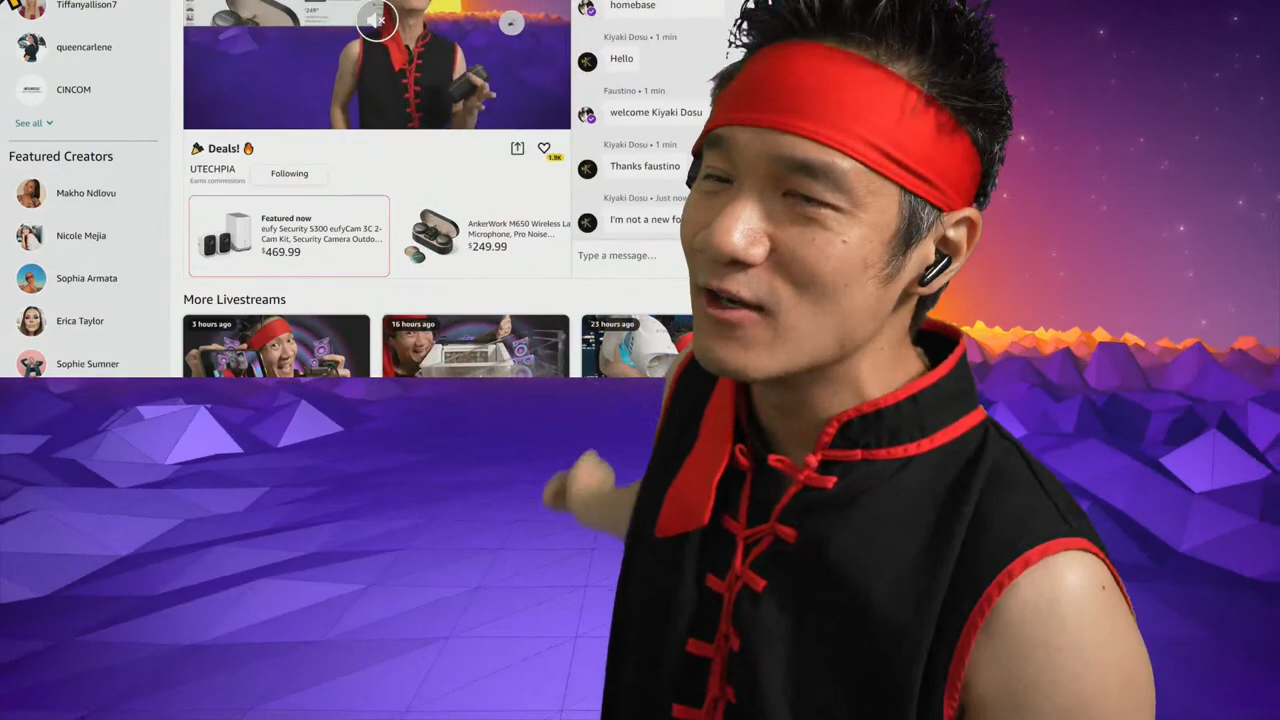 Tiffanyallison7
queencarlene
CINCOM
See all
Featured Creators
Makho Ndlovu
Nicole Mejia
Sophia Armata
Erica Taylor
Sophie Sumner
$249⁹⁹
Deals!
1.9K
UTECHPIA
Earns commissions
Following
Featured now
eufy Security S300 eufyCam 3C 2-
Cam Kit, Security Camera Outdo...
$469.99
AnkerWork M650 Wireless La
Microphone, Pro Noise...
$249.99
More Livestreams
3 hours ago
16 hours ago
23 hours ago
homebase
Kiyaki Dosu • 1 min
Hello
Faustino • 1 min
welcome Kiyaki Dosu
Kiyaki Dosu • 1 min
Thanks faustino
Kiyaki Dosu • Just now
I'm not a new fo
Type a message...